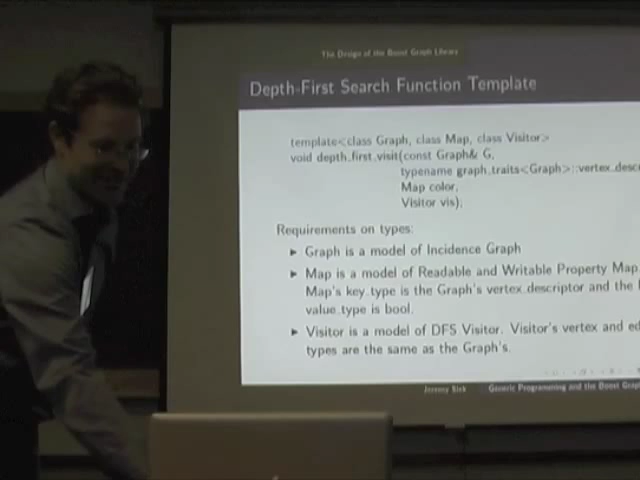 The Design of the Boost Graph Library
Depth-First Search Function Template
template<class Graph, class Map, class Visitor>
void depth_first_visit(const Graph& G,
typename graph_traits<Graph>::vertex_descr
Map color,
Visitor vis);
Requirements on types:
► Graph is a model of Incidence Graph
► Map is a model of Readable and Writable Property Map.
Map's key_type is the Graph's vertex_descriptor and the
value_type is bool.
► Visitor is a model of DFS Visitor. Visitor's vertex and ed
types are the same as the Graph's.
Jeremy Siek Generic Programming and the Boost Grap